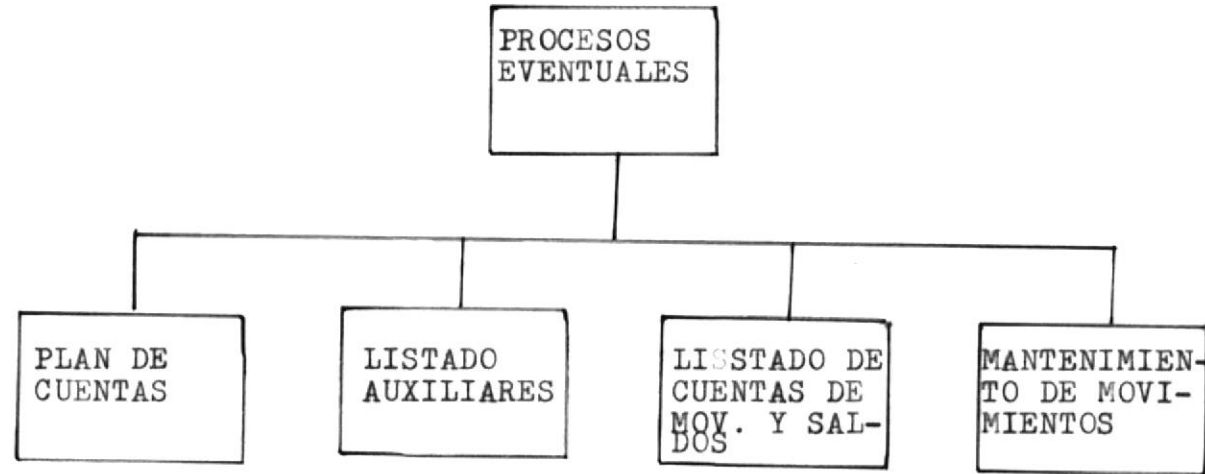 PROCESOS
EVENTUALES
PLAN DE
CUENTAS
LISTADO
AUXILIARES
LISSTADO DE
CUENTAS DE
MOV. Y SAL-
DOS
MANTENIMIEN-
TO DE MOVI-
MIENTOS